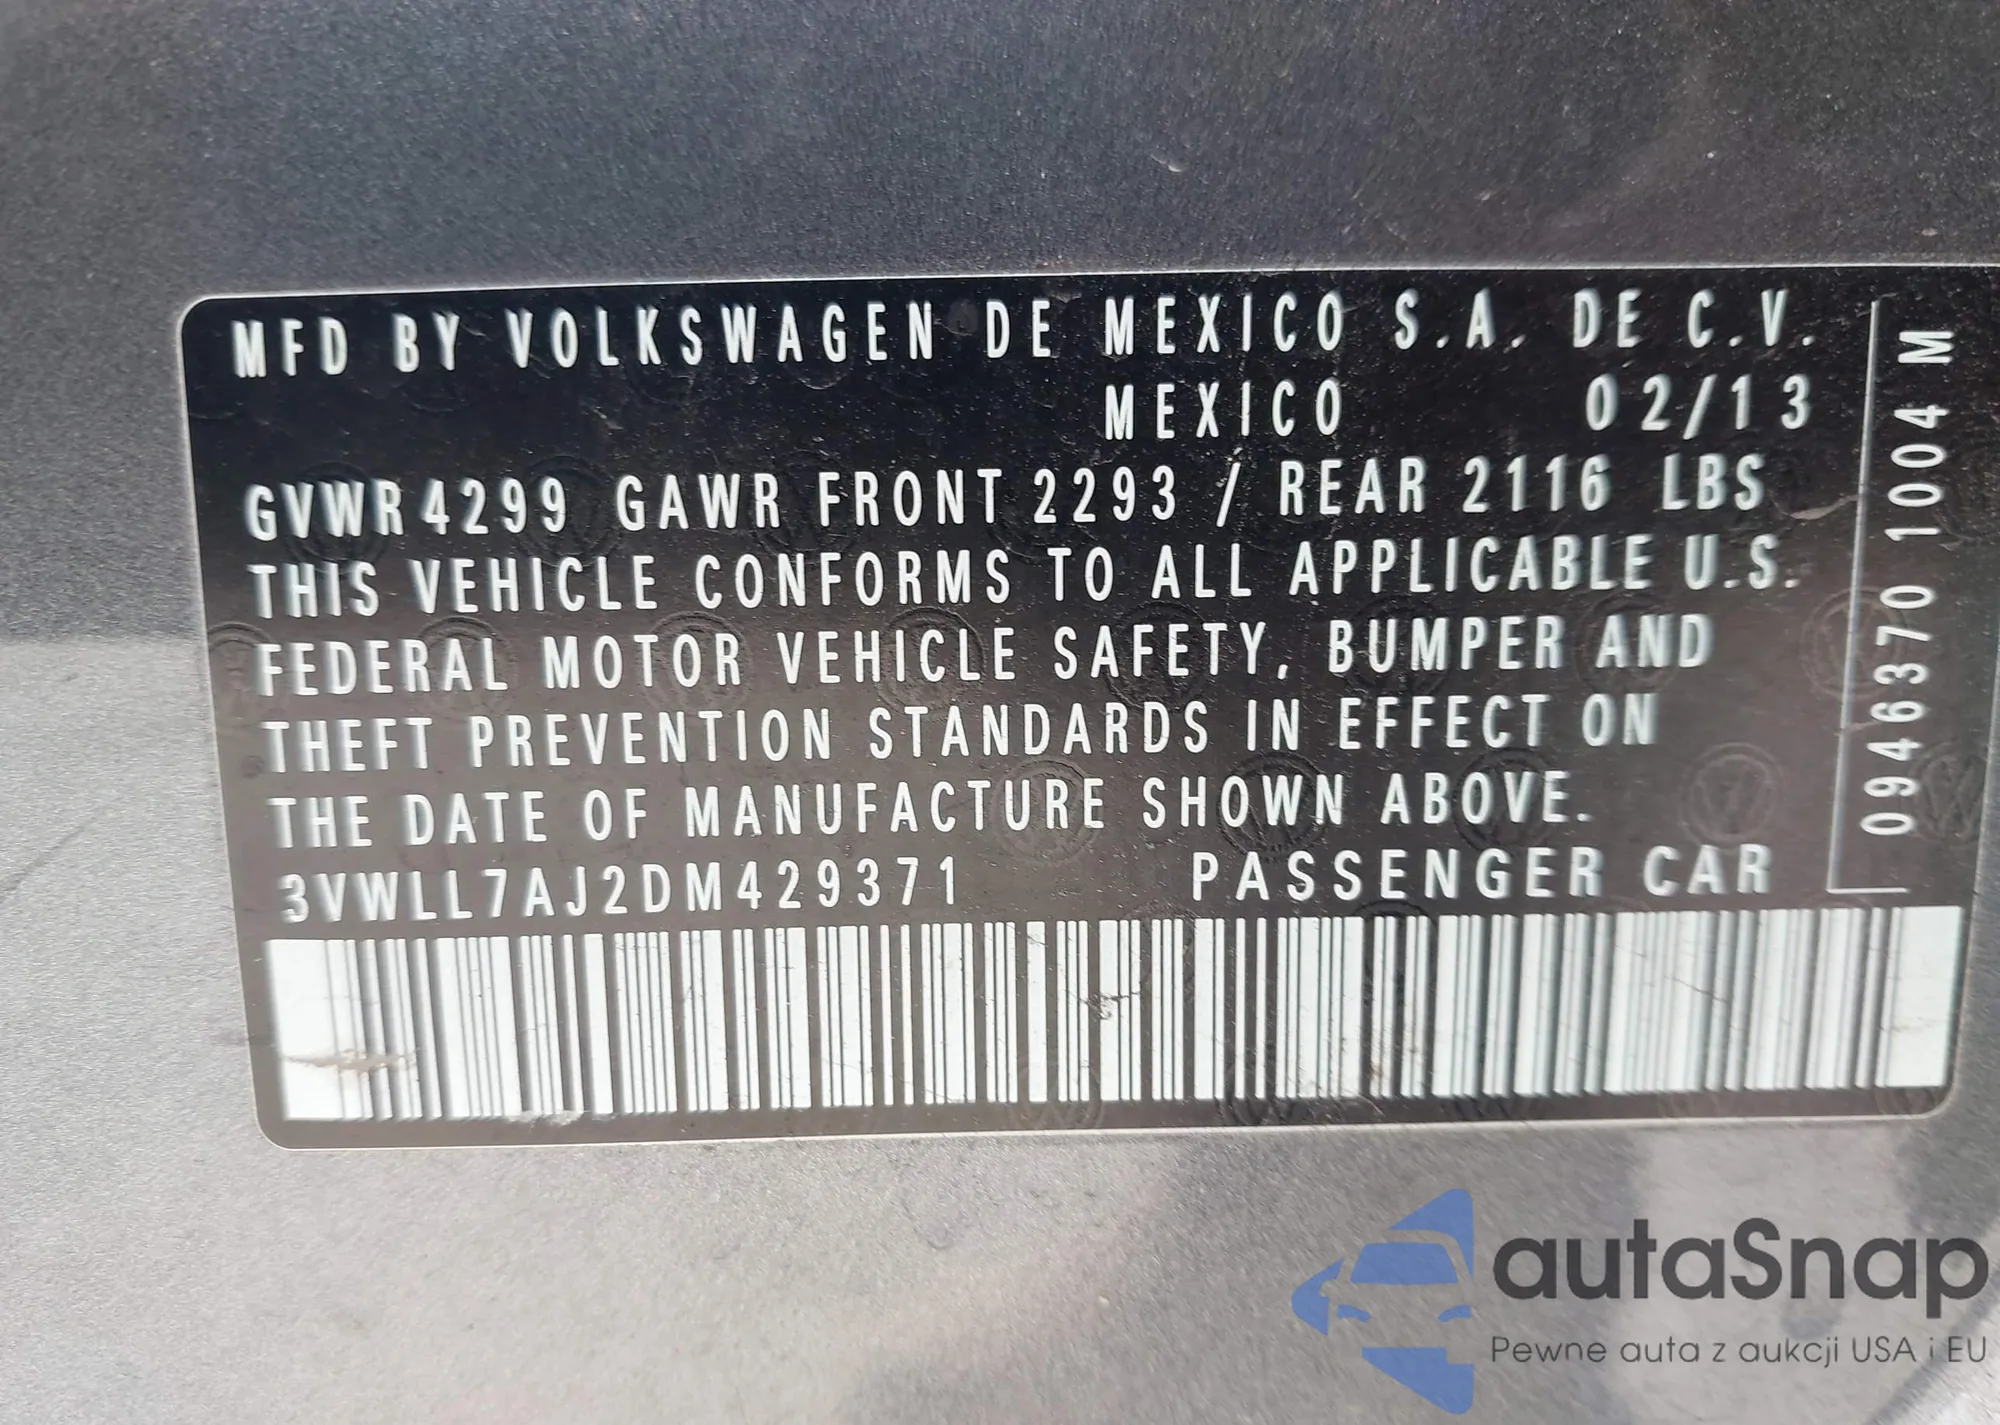 MFD BY VOLKSWAGEN DE MEXICO S.A. DE C.V.
MEXICO 02/13
GVWR 4299 GAWR FRONT 2293 / REAR 2116 LBS
THIS VEHICLE CONFORMS TO ALL APPLICABLE U.S.
FEDERAL MOTOR VEHICLE SAFETY, BUMPER AND
THEFT PREVENTION STANDARDS IN EFFECT ON
THE DATE OF MANUFACTURE SHOWN ABOVE.
3VWLL7AJ2DM429371 PASSENGER CAR
0946370 1004 M
autaSnap
Pewne auta z aukcji USA i EU